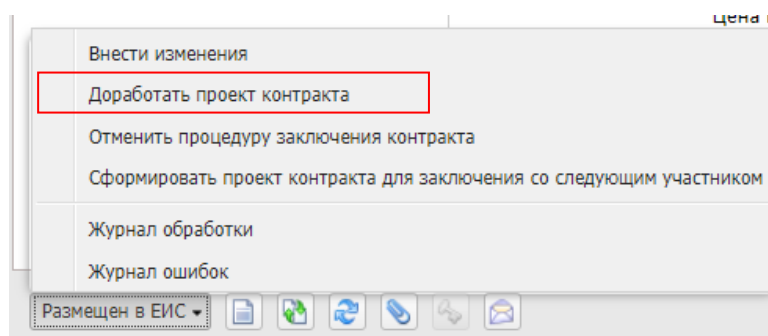 Цена
Внести изменения
Доработать проект контракта
Отменить процедуру заключения контракта
Сформировать проект контракта для заключения со следующим участником
Журнал обработки
Журнал ошибок
Размещен в ЕИС